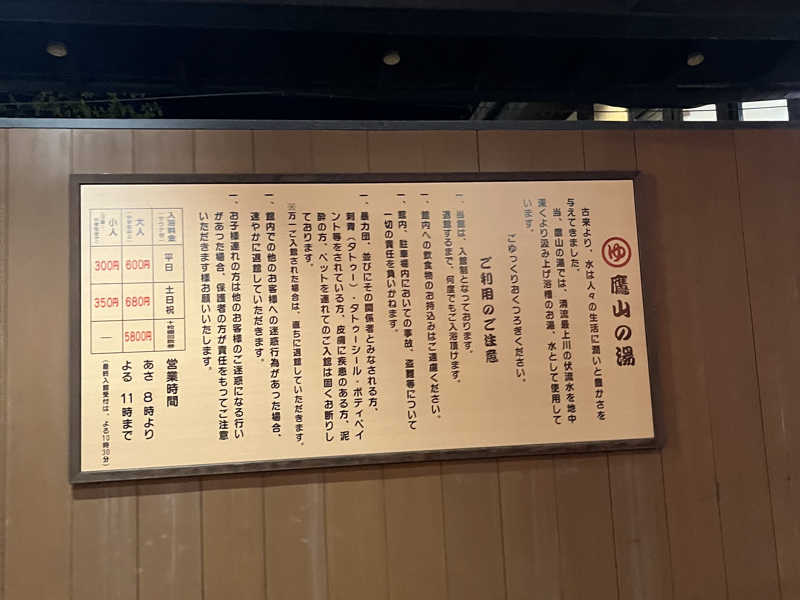 ゆ 鷹山の湯
古来より、水は人々の生活に潤いと豊かさを
与えてきました。
当、鷹山の湯では、清流最上川の伏流水を地中
深くより汲み上げ浴槽のお湯、水として使用して
います。
ごゆっくりおくつろぎください。
ご利用のご注意
一、当館は、入館制となっております。
退館するまで、何度でもご入浴頂けます。
一、館内への飲食物のお持込みはご遠慮ください。
一、館内、駐車場内においての事故、盗難等について
一切の責任を負いかねます。
一、暴力団、並びにその関係者とみなされる方、
刺青(タトゥー)・タトゥーシール・ボディペイ
ント等をされている方、皮膚に疾患のある方、泥
酔の方、ペットを連れてのご入館は固くお断りし
ております。
※万一ご入館された場合は、直ちに退館していただきます。
一、館内での他のお客様への迷惑行為があった場合、
速やかに退館していただきます。
一、お子様連れの方は他のお客様のご迷惑になる行い
があった場合、保護者の方が責任をもってご注意
いただきます様お願いいたします。
入浴料金 平日 土日祝
大人 600円 680円 5800円
小人 300円 350円 —
営業時間
あさ 8時より
よる 11時まで
(最終入館受付は、よる10時30分)